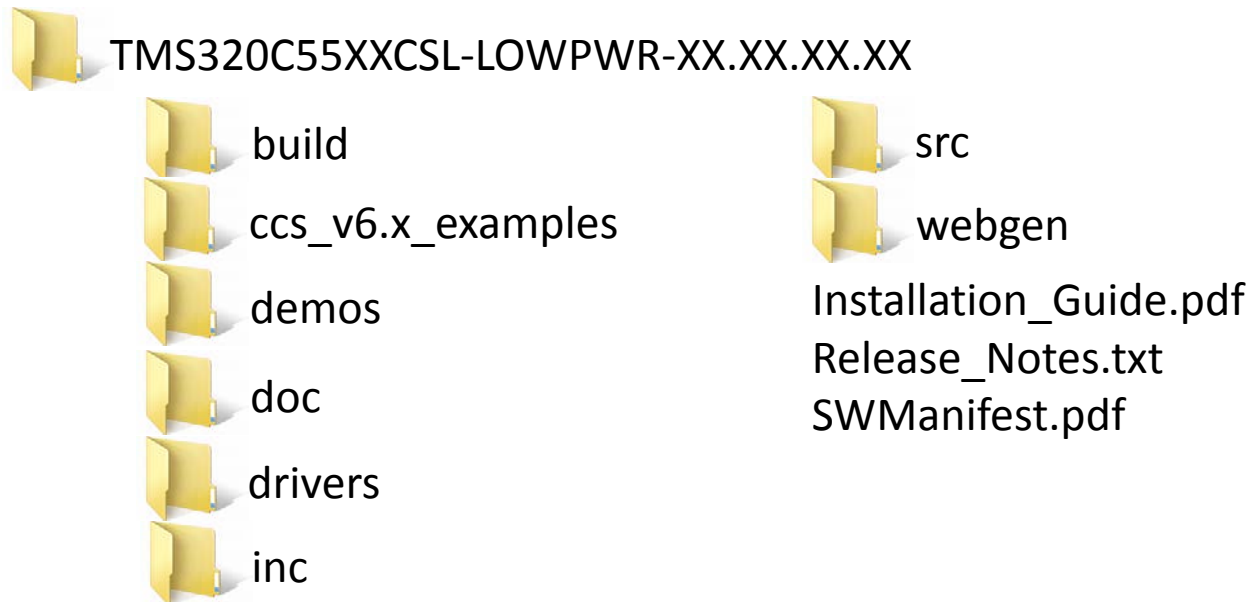 TMS320C55XXCSL-LOWPWR-XX.XX.XX.XX
build
ccs_v6.x_examples
demos
doc
drivers
inc
src
webgen
Installation_Guide.pdf
Release_Notes.txt
SWManifest.pdf